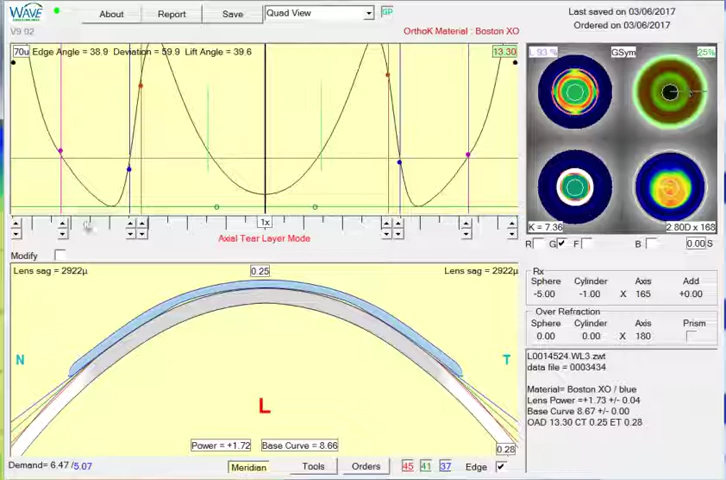 WAVE
About
Report
Save
Quad View
GP
Last saved on 03/06/2017
Ordered on 03/06/2017
V9 02
OrthoK Material : Boston XO
70u Edge Angle = 38.9 Deviation = 59.9 Lift Angle = 39.6
13.30
L 93 %
GSym
25%
1x
Axial Tear Layer Mode
K = 7.36
2.80D x 168
R
G
F
B
0.00 S
Modify
Lens sag = 2922µ
0.25
Lens sag = 2922µ
Rx
Sphere Cylinder Axis Add
-5.00 -1.00 X 165 +0.00
Over Refraction
Sphere Cylinder Axis Prism
0.00 0.00 X 180
N
T
L
L0014524.WL3 zwt
data file = 0003434
Material= Boston XO / blue
Lens Power =+1.73 +/- 0.04
Base Curve 8.67 +/- 0.00
OAD 13.30 CT 0.25 ET 0.28
Power = +1.72
Base Curve = 8.66
0.28
Demand= 6.47 /5.07
Meridian
Tools
Orders
45
41
37
Edge